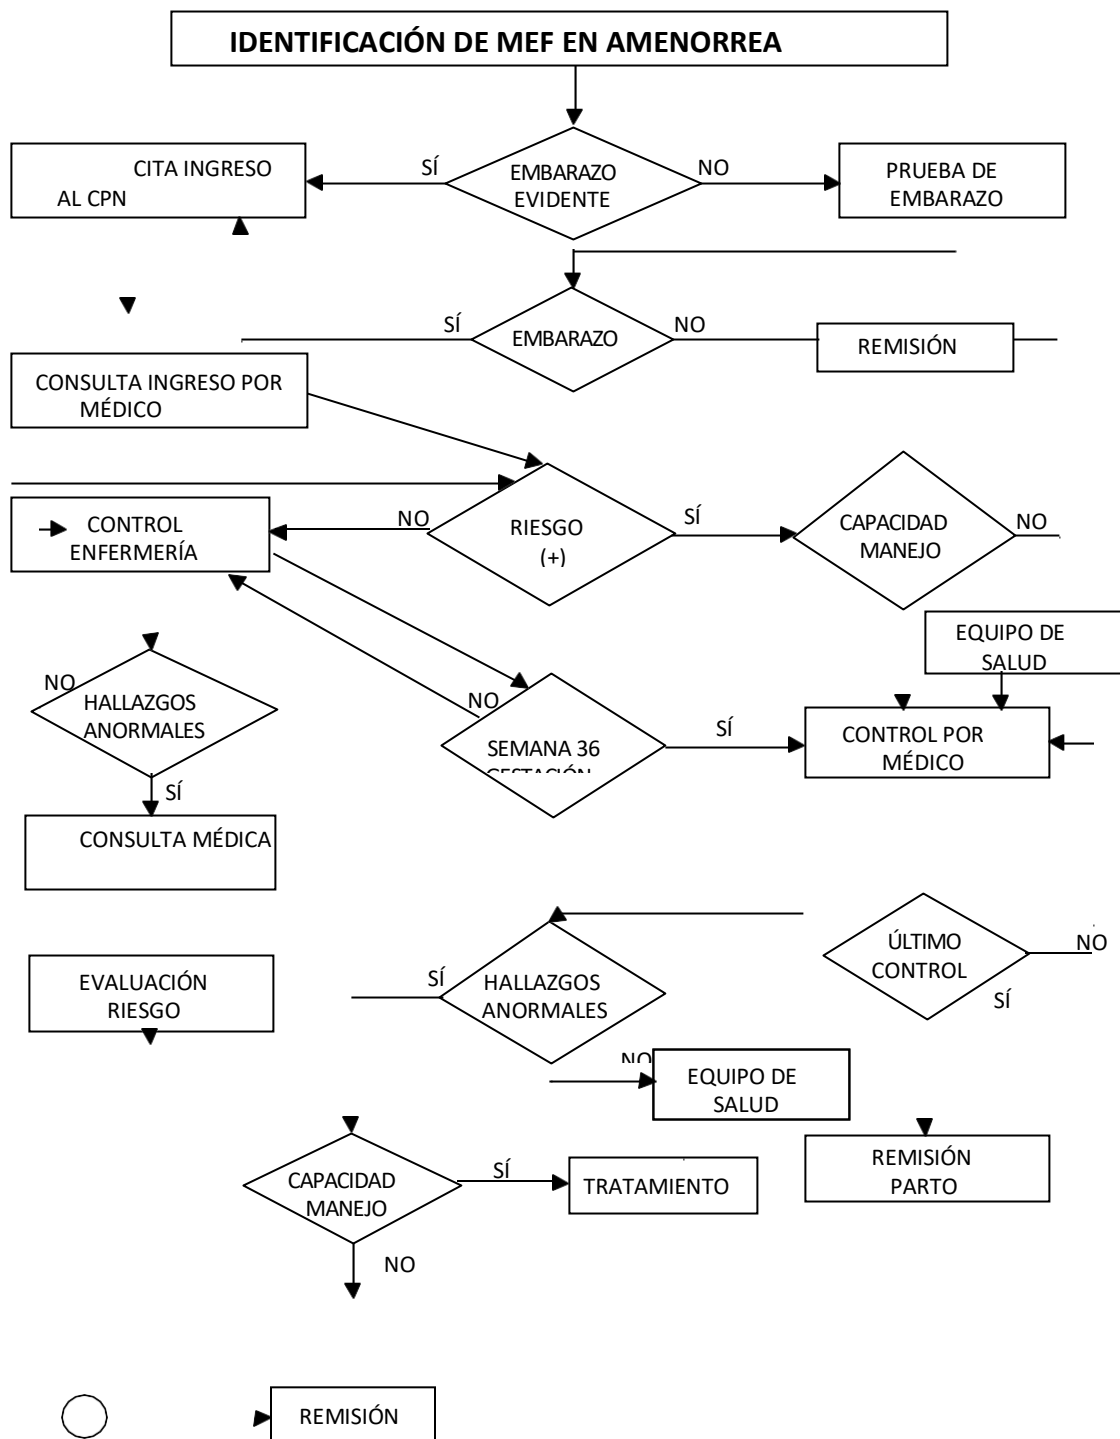 IDENTIFICACIÓN DE MEF EN AMENORREA
CITA INGRESO
AL CPN
SÍ
EMBARAZO
EVIDENTE
NO
PRUEBA DE
EMBARAZO
SÍ
EMBARAZO
NO
REMISIÓN
CONSULTA INGRESO POR
MÉDICO
CONTROL
ENFERMERÍA
NO
RIESGO
(+)
SÍ
CAPACIDAD
MANEJO
NO
EQUIPO DE
SALUD
NO
HALLAZGOS
ANORMALES
SÍ
NO
SEMANA 36
GESTACIÓN
SÍ
CONTROL POR
MÉDICO
CONSULTA MÉDICA
EVALUACIÓN
RIESGO
SÍ
HALLAZGOS
ANORMALES
NO
ÚLTIMO
CONTROL
NO
SÍ
EQUIPO DE
SALUD
CAPACIDAD
MANEJO
SÍ
TRATAMIENTO
REMISIÓN
PARTO
NO
REMISIÓN